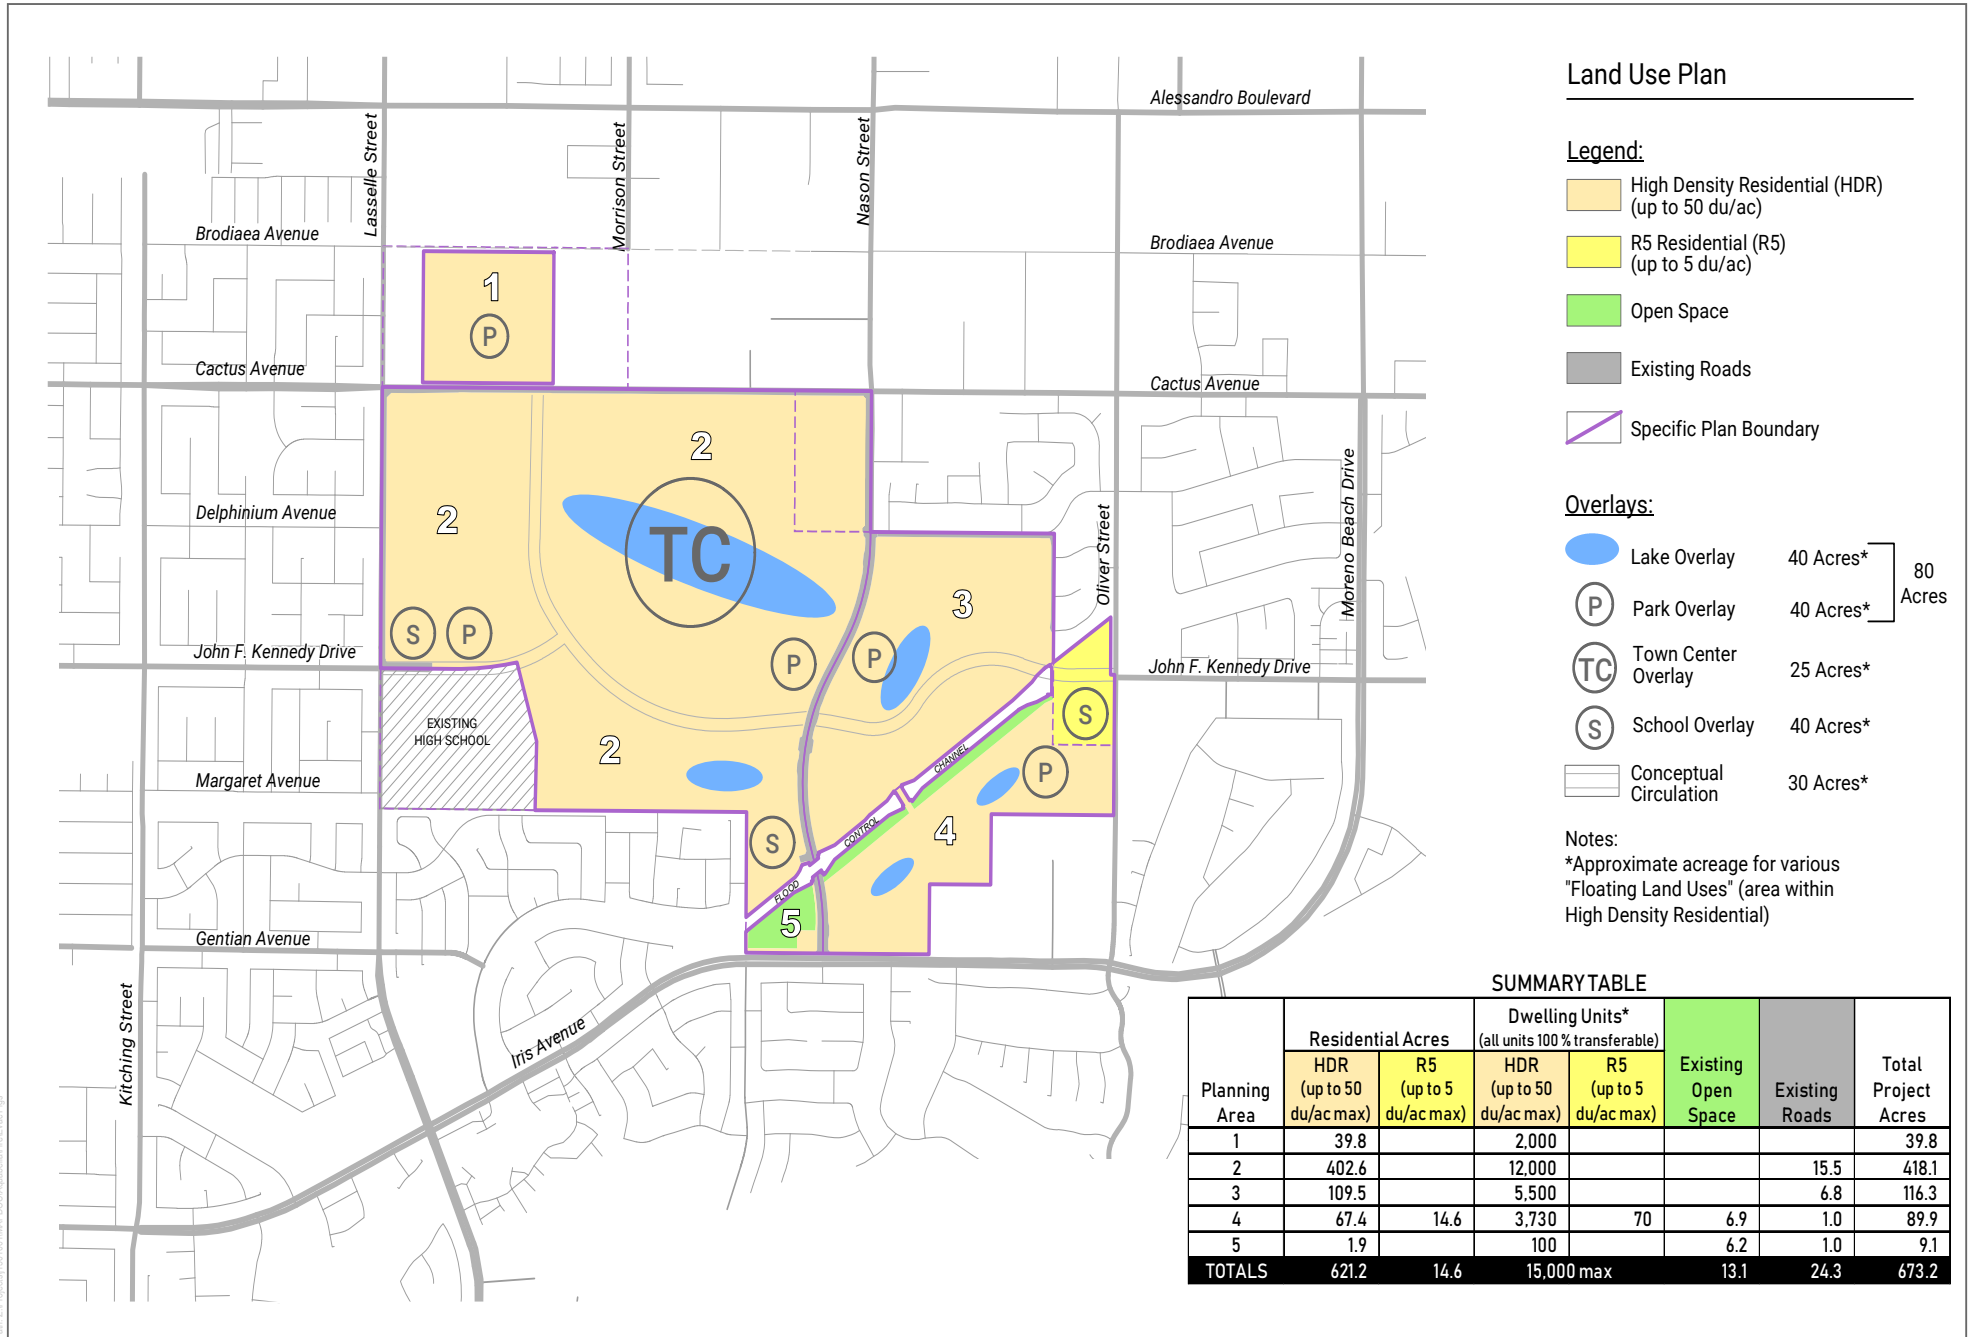 Land Use Plan
Legend:
High Density Residential (HDR)
(up to 50 du/ac)
R5 Residential (R5)
(up to 5 du/ac)
Open Space
Existing Roads
Specific Plan Boundary
Overlays:
Lake Overlay 40 Acres*
P Park Overlay 40 Acres*
80
Acres
TC Town Center
Overlay 25 Acres*
S School Overlay 40 Acres*
Conceptual
Circulation 30 Acres*
Notes:
*Approximate acreage for various
"Floating Land Uses" (area within
High Density Residential)
Alessandro Boulevard
Lasselle Street
Morrison Street
Nason Street
Brodiaea Avenue
Brodiaea Avenue
1
P
Cactus Avenue
Cactus Avenue
2
2
TC
Delphinium Avenue
Oliver Street
Moreno Beach Drive
3
S
P
P
P
John F. Kennedy Drive
John F. Kennedy Drive
EXISTING
HIGH SCHOOL
S
2
P
Margaret Avenue
CHANNEL
CONTROL
FLOOD
S
4
5
Gentian Avenue
Kitching Street
Iris Avenue
SUMMARY TABLE
Planning
Area
Residential Acres
HDR
(up to 50
du/ac max)
R5
(up to 5
du/ac max)
Dwelling Units*
(all units 100 % transferable)
HDR
(up to 50
du/ac max)
R5
(up to 5
du/ac max)
Existing
Open
Space
Existing
Roads
Total
Project
Acres
1 39.8 2,000 39.8
2 402.6 12,000 15.5 418.1
3 109.5 5,500 6.8 116.3
4 67.4 14.6 3,730 70 6.9 1.0 89.9
5 1.9 100 6.2 1.0 9.1
TOTALS 621.2 14.6 15,000 max 13.1 24.3 673.2